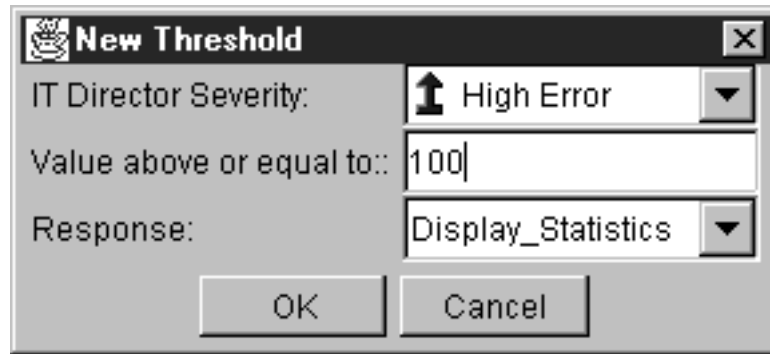 New Threshold
IT Director Severity: High Error
Value above or equal to:: 100
Response: Display_Statistics
OK Cancel